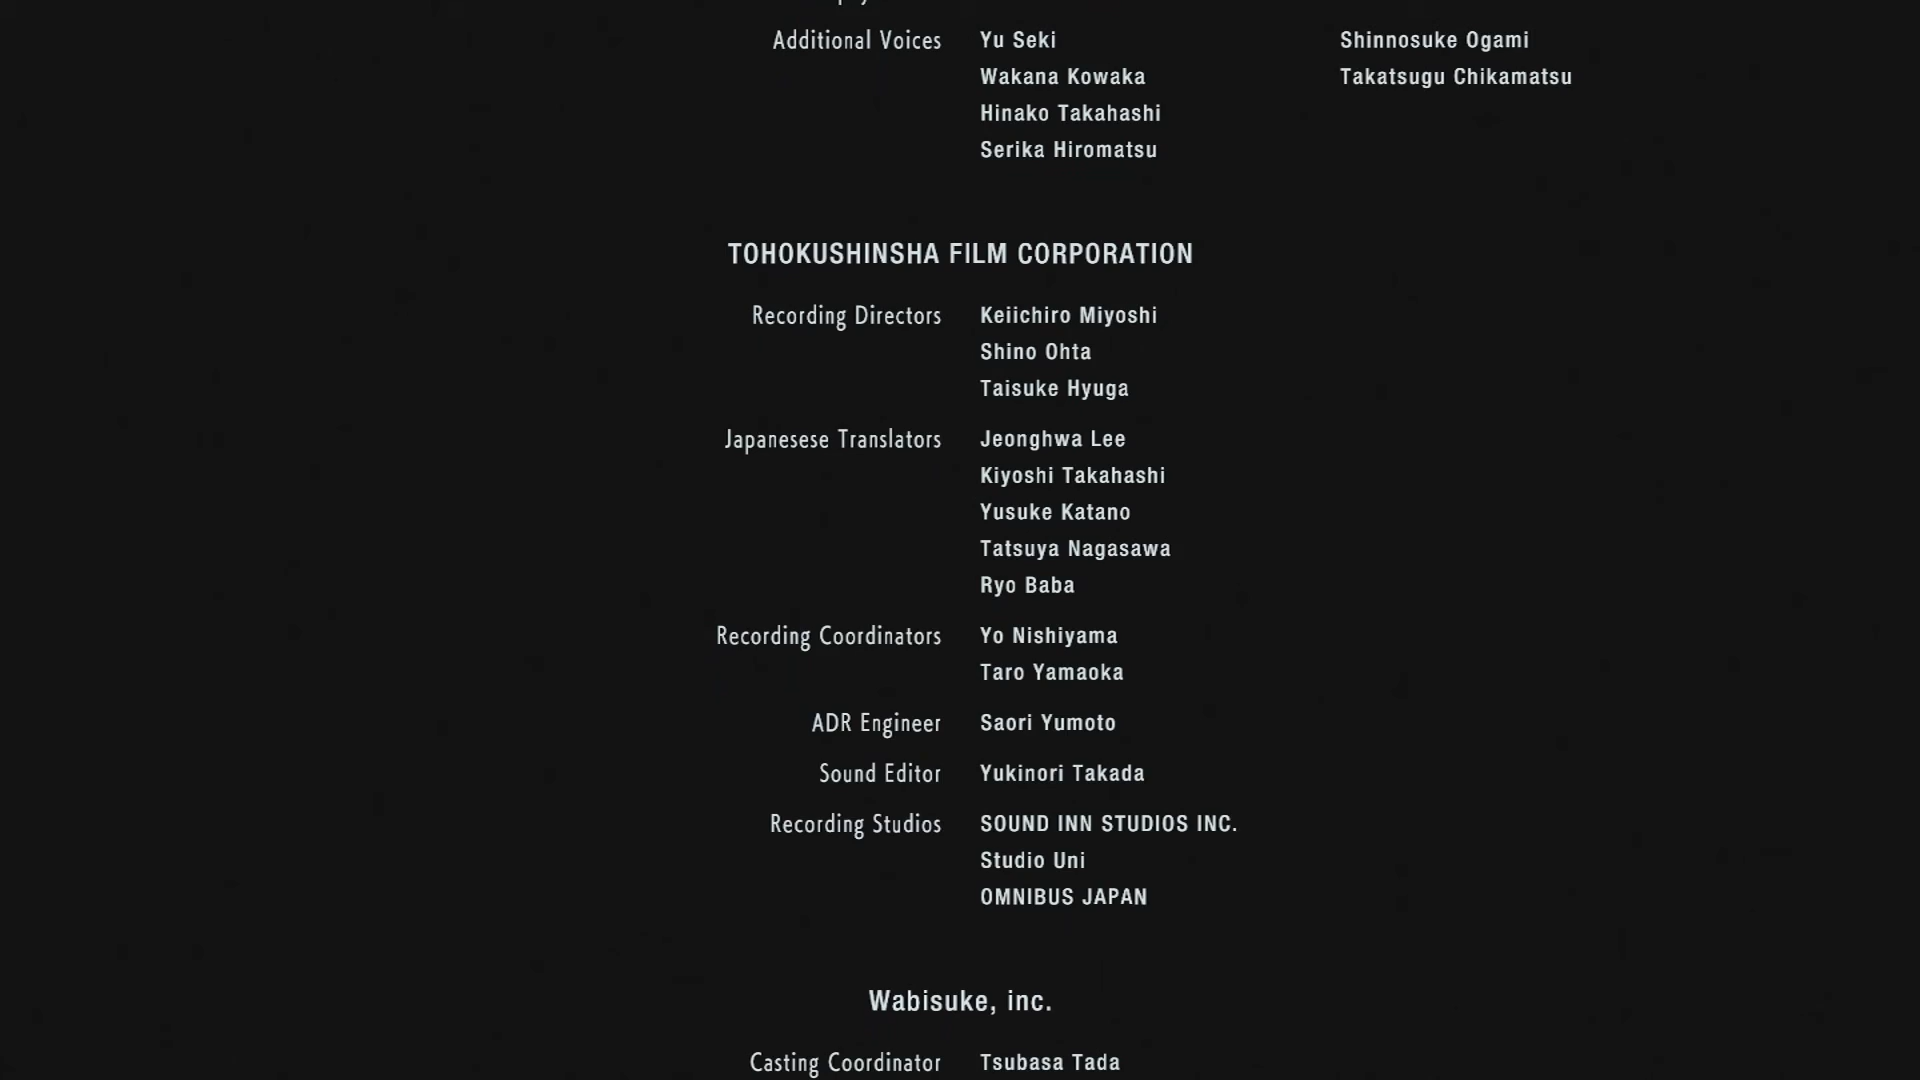 Additional Voices Yu Seki Shinnosuke Ogami
Wakana Kowaka Takatsugu Chikamatsu
Hinako Takahashi
Serika Hiromatsu
TOHOKUSHINSHA FILM CORPORATION
Recording Directors Keiichiro Miyoshi
Shino Ohta
Taisuke Hyuga
Japanesese Translators Jeonghwa Lee
Kiyoshi Takahashi
Yusuke Katano
Tatsuya Nagasawa
Ryo Baba
Recording Coordinators Yo Nishiyama
Taro Yamaoka
ADR Engineer Saori Yumoto
Sound Editor Yukinori Takada
Recording Studios SOUND INN STUDIOS INC.
Studio Uni
OMNIBUS JAPAN
Wabisuke, inc.
Casting Coordinator Tsubasa Tada